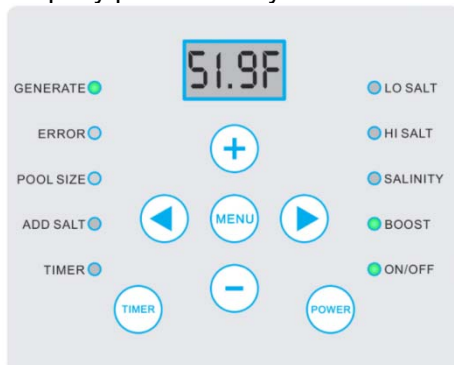 51.9F
GENERATE
LO SALT
ERROR
HI SALT
+
POOL SIZE
SALINITY
MENU
ADD SALT
BOOST
TIMER
ON/OFF
-
TIMER
POWER